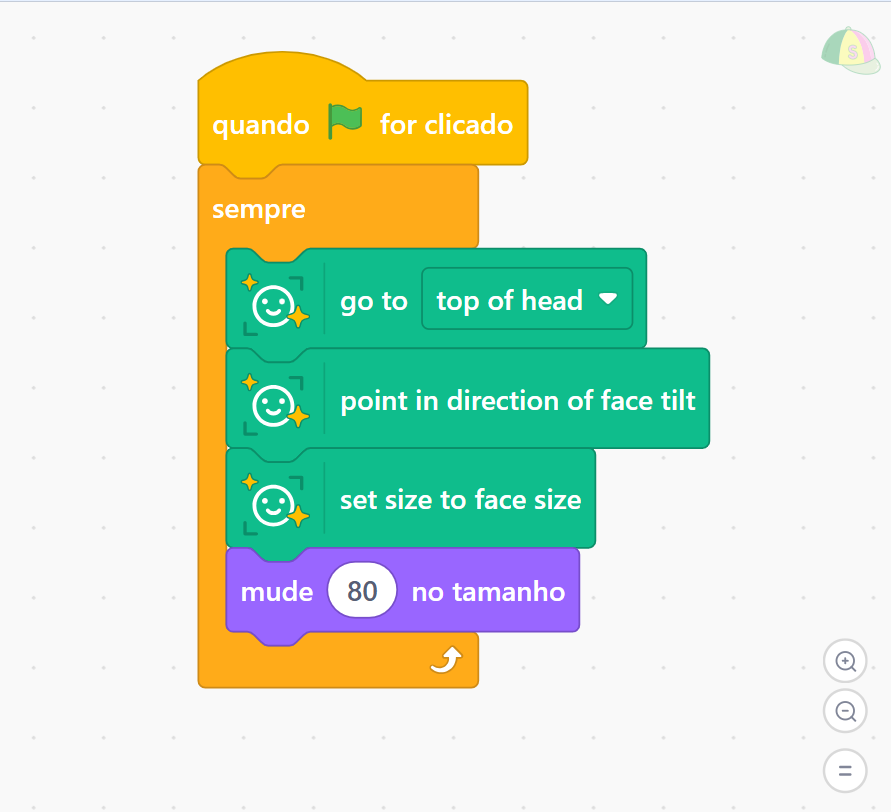 S
quando for clicado
sempre
go to top of head
point in direction of face tilt
set size to face size
mude 80 no tamanho